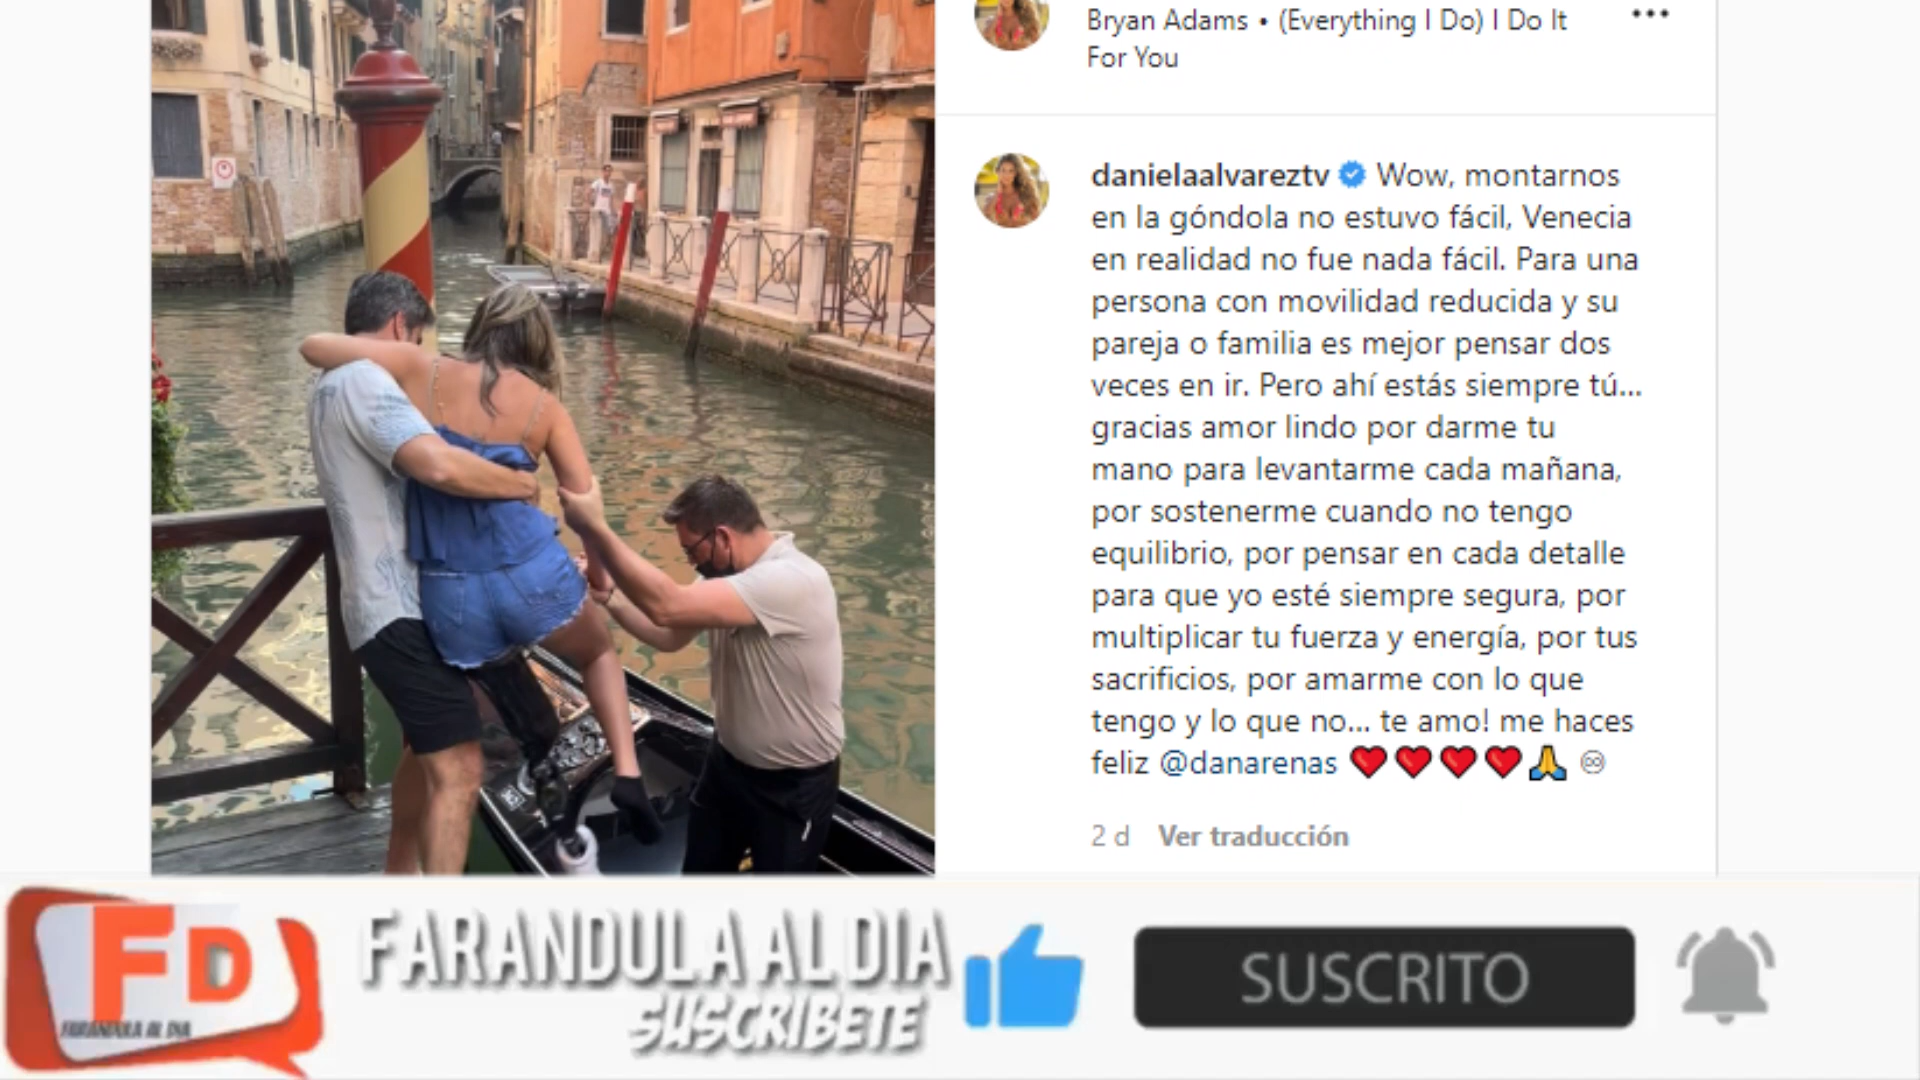 Bryan Adams • (Everything I Do) I Do It
For You
danielaalvareztv Wow, montarnos
en la góndola no estuvo fácil, Venecia
en realidad no fue nada fácil. Para una
persona con movilidad reducida y su
pareja o familia es mejor pensar dos
veces en ir. Pero ahí estás siempre tú...
gracias amor lindo por darme tu
mano para levantarme cada mañana,
por sostenerme cuando no tengo
equilibrio, por pensar en cada detalle
para que yo esté siempre segura, por
multiplicar tu fuerza y energía, por tus
sacrificios, por amarme con lo que
tengo y lo que no... te amo! me haces
feliz @danarenas ❤️❤️❤️❤️🙏 ♾
2 d Ver traducción
FD
FARANDULA AL DIA
FARANDULA AL DIA
SUSCRIBETE
SUSCRITO